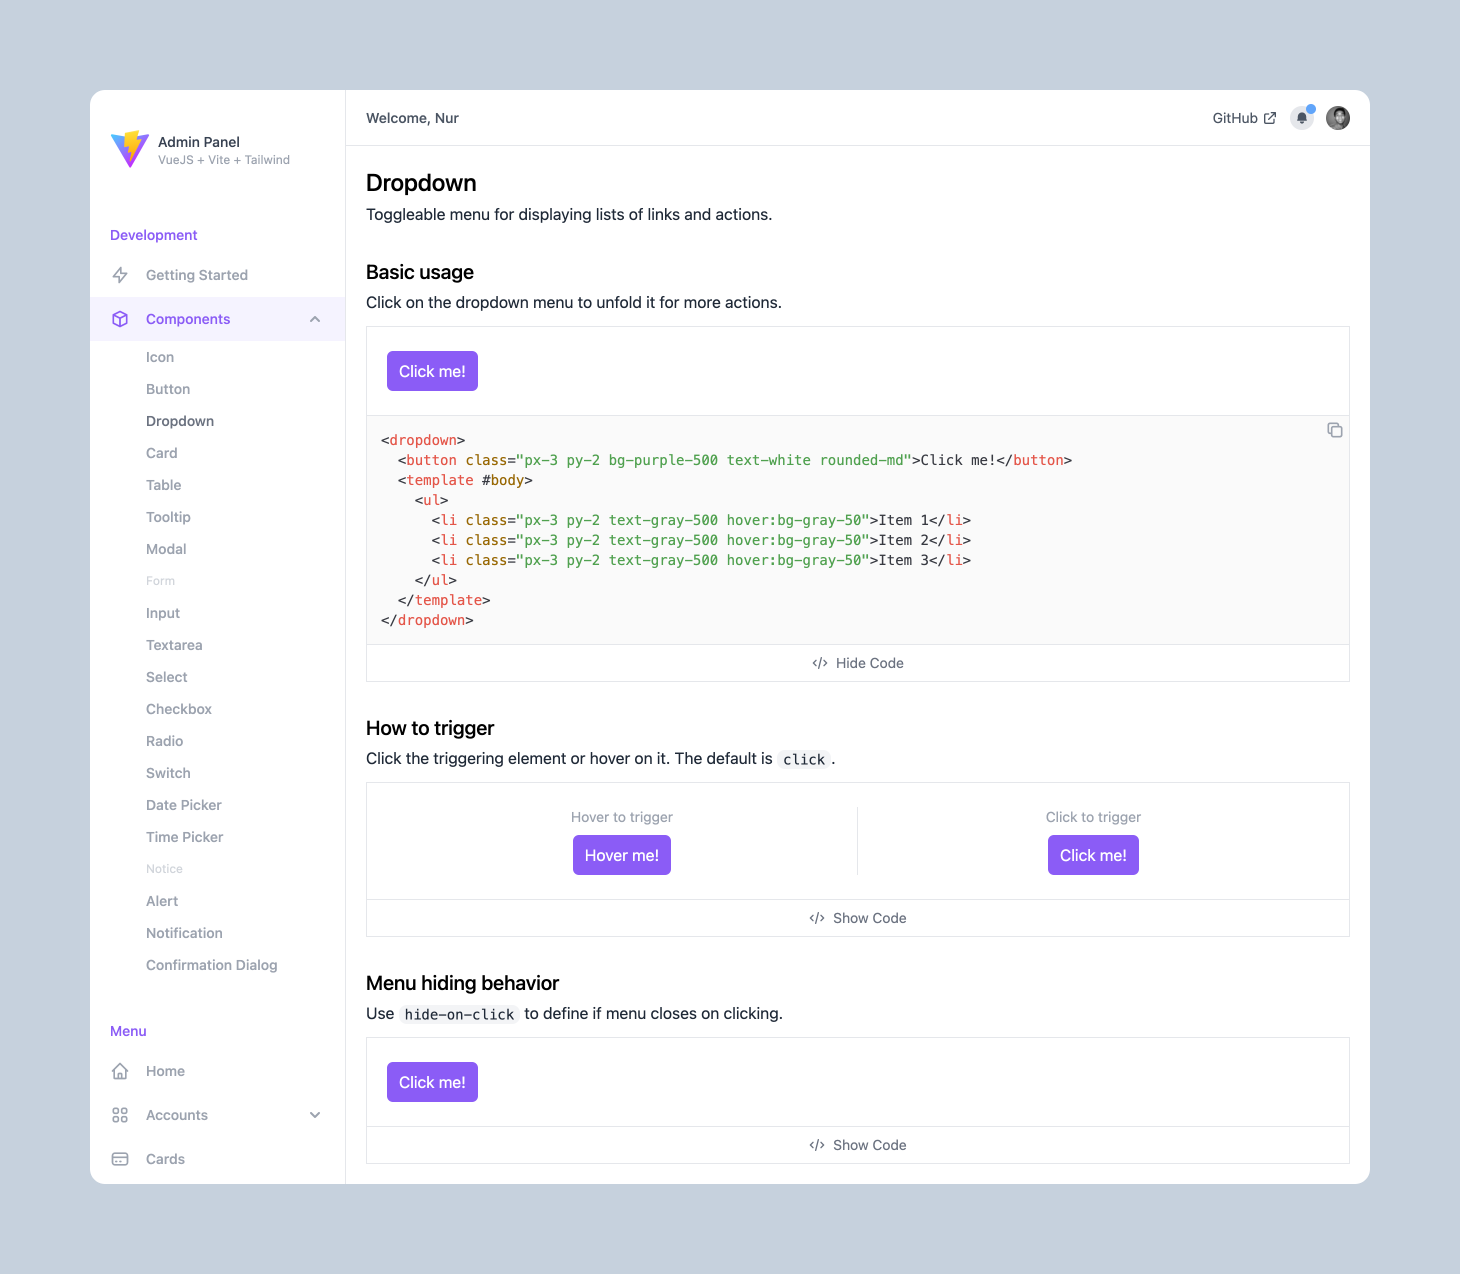 Admin Panel
VueJS + Vite + Tailwind
Development
Getting Started
Components
Icon
Button
Dropdown
Card
Table
Tooltip
Modal
Form
Input
Textarea
Select
Checkbox
Radio
Switch
Date Picker
Time Picker
Notice
Alert
Notification
Confirmation Dialog
Menu
Home
Accounts
Cards
Welcome, Nur
GitHub
Dropdown
Toggleable menu for displaying lists of links and actions.
Basic usage
Click on the dropdown menu to unfold it for more actions.
Click me!
<dropdown>
  <button class="px-3 py-2 bg-purple-500 text-white rounded-md">Click me!</button>
  <template #body>
    <ul>
      <li class="px-3 py-2 text-gray-500 hover:bg-gray-50">Item 1</li>
      <li class="px-3 py-2 text-gray-500 hover:bg-gray-50">Item 2</li>
      <li class="px-3 py-2 text-gray-500 hover:bg-gray-50">Item 3</li>
    </ul>
  </template>
</dropdown>
</> Hide Code
How to trigger
Click the triggering element or hover on it. The default is click.
Hover to trigger
Hover me!
Click to trigger
Click me!
</> Show Code
Menu hiding behavior
Use hide-on-click to define if menu closes on clicking.
Click me!
</> Show Code